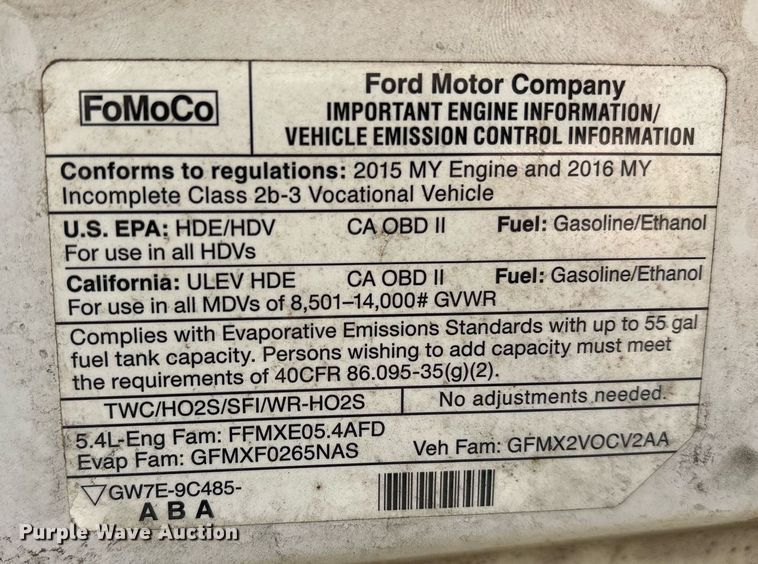 FoMoCo
Ford Motor Company
IMPORTANT ENGINE INFORMATION/
VEHICLE EMISSION CONTROL INFORMATION
Conforms to regulations: 2015 MY Engine and 2016 MY
Incomplete Class 2b-3 Vocational Vehicle
U.S. EPA: HDE/HDV CA OBD II Fuel: Gasoline/Ethanol
For use in all HDVs
California: ULEV HDE CA OBD II Fuel: Gasoline/Ethanol
For use in all MDVs of 8,501–14,000# GVWR
Complies with Evaporative Emissions Standards with up to 55 gal
fuel tank capacity. Persons wishing to add capacity must meet
the requirements of 40CFR 86.095-35(g)(2).
TWC/HO2S/SFI/WR-HO2S No adjustments needed.
5.4L-Eng Fam: FFMXE05.4AFD
Evap Fam: GFMXF0265NAS Veh Fam: GFMX2VOCV2AA
GW7E-9C485-
A B A
Purple Wave Auction